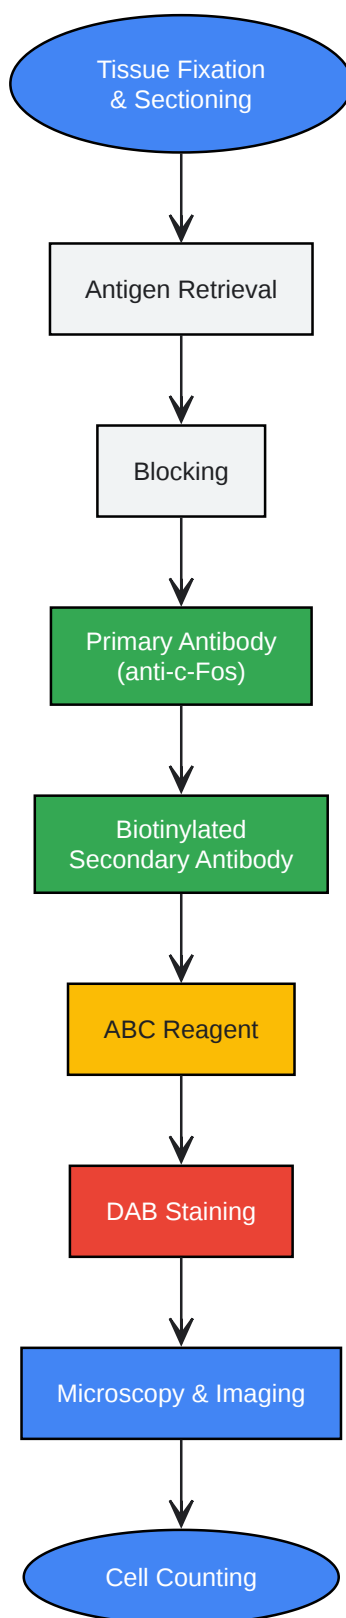 Tissue Fixation
& Sectioning
Antigen Retrieval
Blocking
Primary Antibody
(anti-c-Fos)
Biotinylated
Secondary Antibody
ABC Reagent
DAB Staining
Microscopy & Imaging
Cell Counting